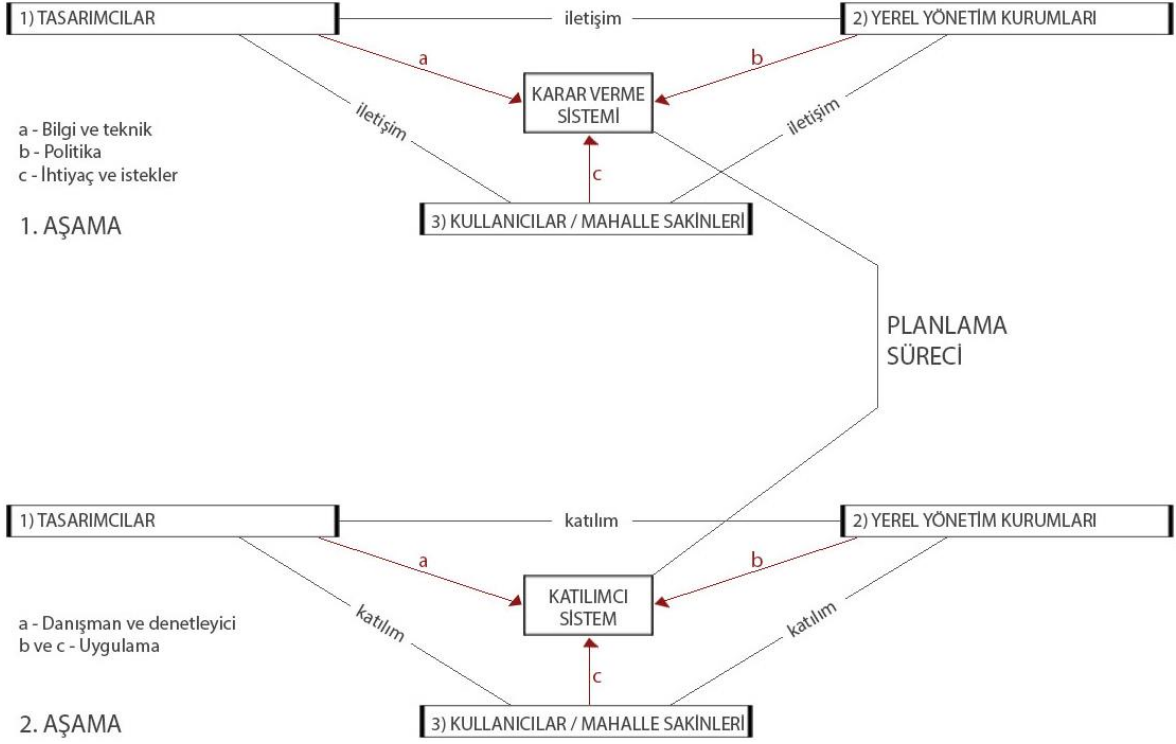 1) TASARIMCILAR
iletişim
2) YEREL YÖNETİM KURUMLARI
a
b
KARAR VERME
SİSTEMİ
iletişim
iletişim
a - Bilgi ve teknik
b - Politika
c - İhtiyaç ve istekler
c
1. AŞAMA
3) KULLANICILAR / MAHALLE SAKİNLERİ
PLANLAMA
SÜRECİ
1) TASARIMCILAR
katılım
2) YEREL YÖNETİM KURUMLARI
a
b
KATILIMCI
SİSTEM
katılım
katılım
a - Danışman ve denetleyici
b ve c - Uygulama
c
2. AŞAMA
3) KULLANICILAR / MAHALLE SAKİNLERİ